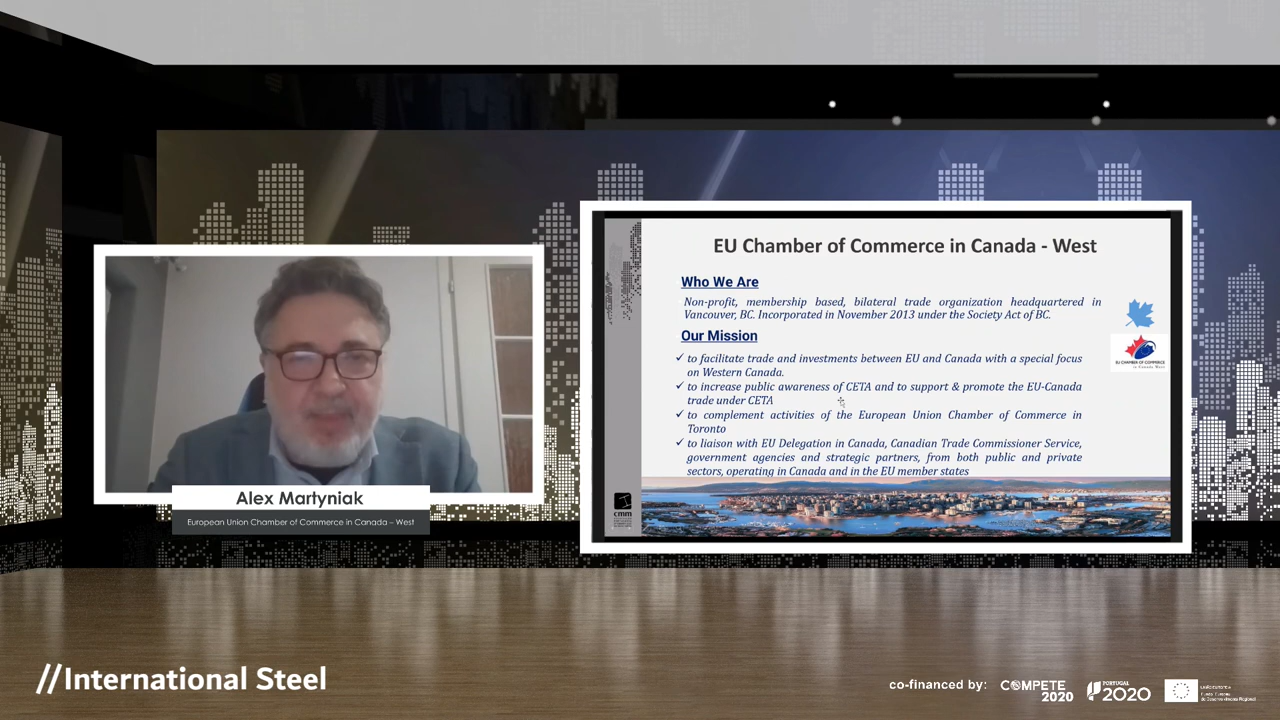 EU Chamber of Commerce in Canada - West
Who We Are
Non-profit, membership based, bilateral trade organization headquartered in
Vancouver, BC. Incorporated in November 2013 under the Society Act of BC.
Our Mission
✓ to facilitate trade and investments between EU and Canada with a special focus
on Western Canada.
✓ to increase public awareness of CETA and to support & promote the EU-Canada
trade under CETA
✓ to complement activities of the European Union Chamber of Commerce in
Toronto
✓ to liaison with EU Delegation in Canada, Canadian Trade Commissioner Service,
government agencies and strategic partners, from both public and private
sectors, operating in Canada and in the EU member states
EU CHAMBER OF COMMERCE
in Canada West
cmm
Alex Martyniak
European Union Chamber of Commerce in Canada – West
//International Steel
co-financed by:
COMPETE
2020
PORTUGAL
2020